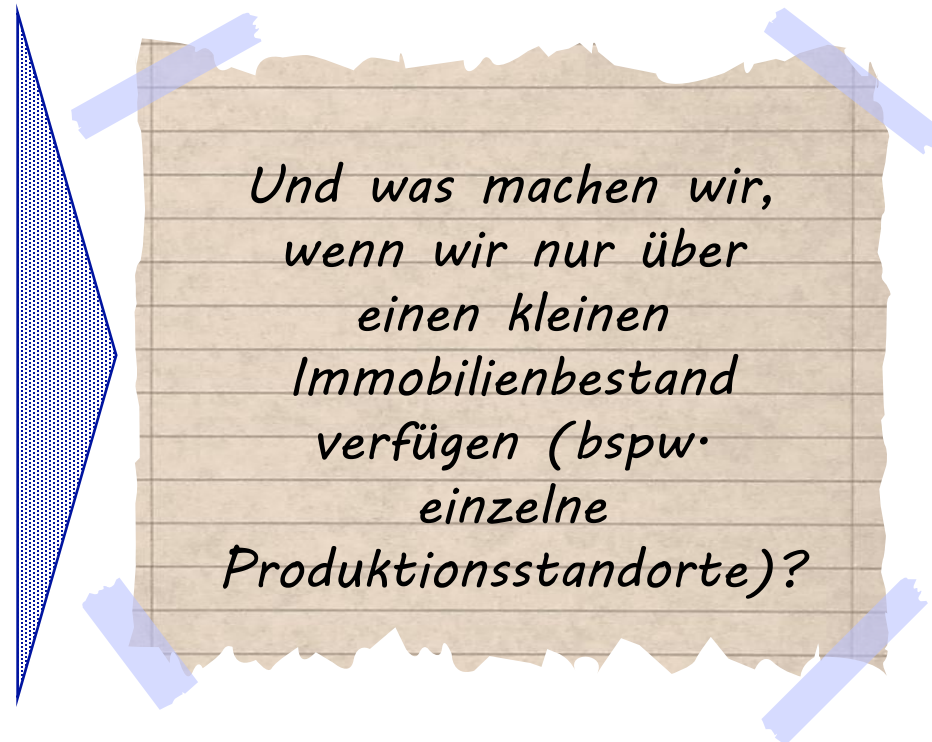 Und was machen wir,
wenn wir nur über
einen kleinen
Immobilienbestand
verfügen (bspw.
einzelne
Produktionsstandorte)?